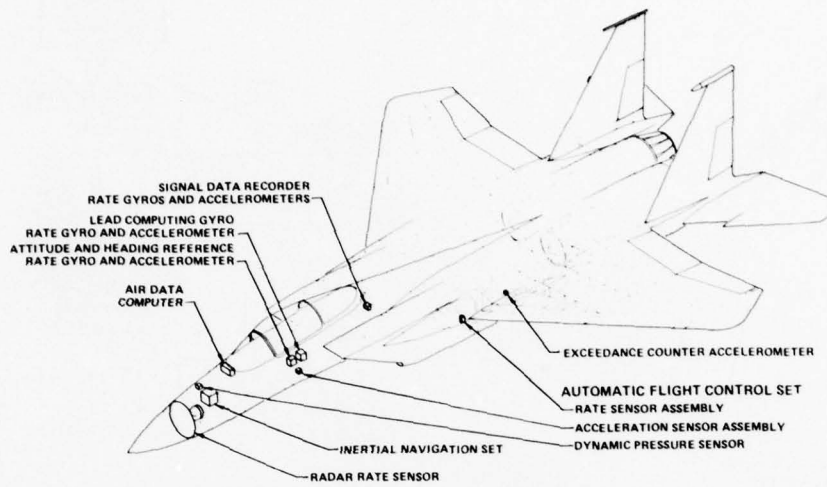 SIGNAL DATA RECORDER
RATE GYROS AND ACCELEROMETERS
LEAD COMPUTING GYRO
RATE GYRO AND ACCELEROMETER
ATTITUDE AND HEADING REFERENCE
RATE GYRO AND ACCELEROMETER
AIR DATA
COMPUTER
EXCEEDANCE COUNTER ACCELEROMETER
AUTOMATIC FLIGHT CONTROL SET
RATE SENSOR ASSEMBLY
ACCELERATION SENSOR ASSEMBLY
DYNAMIC PRESSURE SENSOR
INERTIAL NAVIGATION SET
RADAR RATE SENSOR